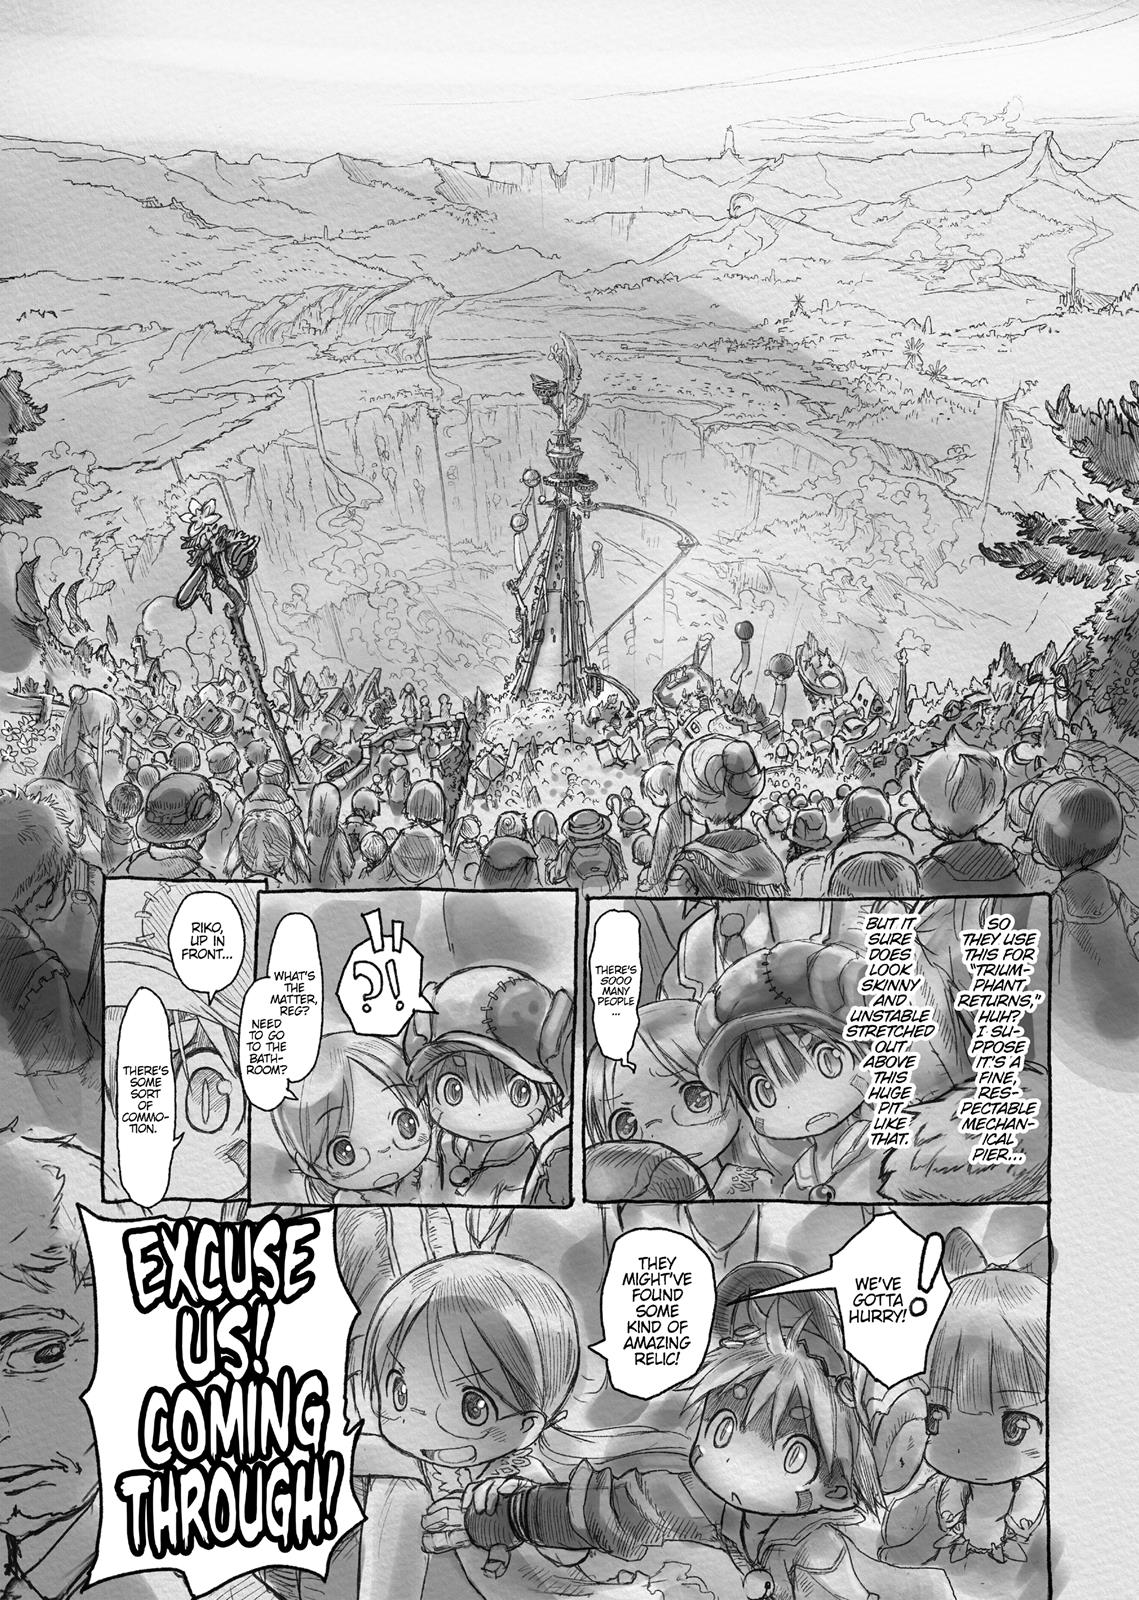 SO
THEY USE
THIS FOR
"TRIUM-
PHANT
RETURNS,"
HUH?
I SU-
PPOSE
IT'S A
FINE,
RES-
PECTABLE
MECHAN-
ICAL
PIER...
BUT IT
SURE
DOES
LOOK
SKINNY
AND
UNSTABLE
STRETCHED
OUT
ABOVE
THIS
HUGE
PIT
LIKE
THAT.
THERE'S
SOOO
MANY
PEOPLE
...
?!
!!
WHAT'S
THE
MATTER,
REG?
NEED
TO GO
TO THE
BATH-
ROOM?
RIKO,
UP IN
FRONT...
THERE'S
SOME
SORT
OF
COMMO-
TION.
WE'VE
GOTTA
HURRY!
!
THEY
MIGHT'VE
FOUND
SOME
KIND OF
AMAZING
RELIC!
EXCUSE
US!
COMING
THROUGH!